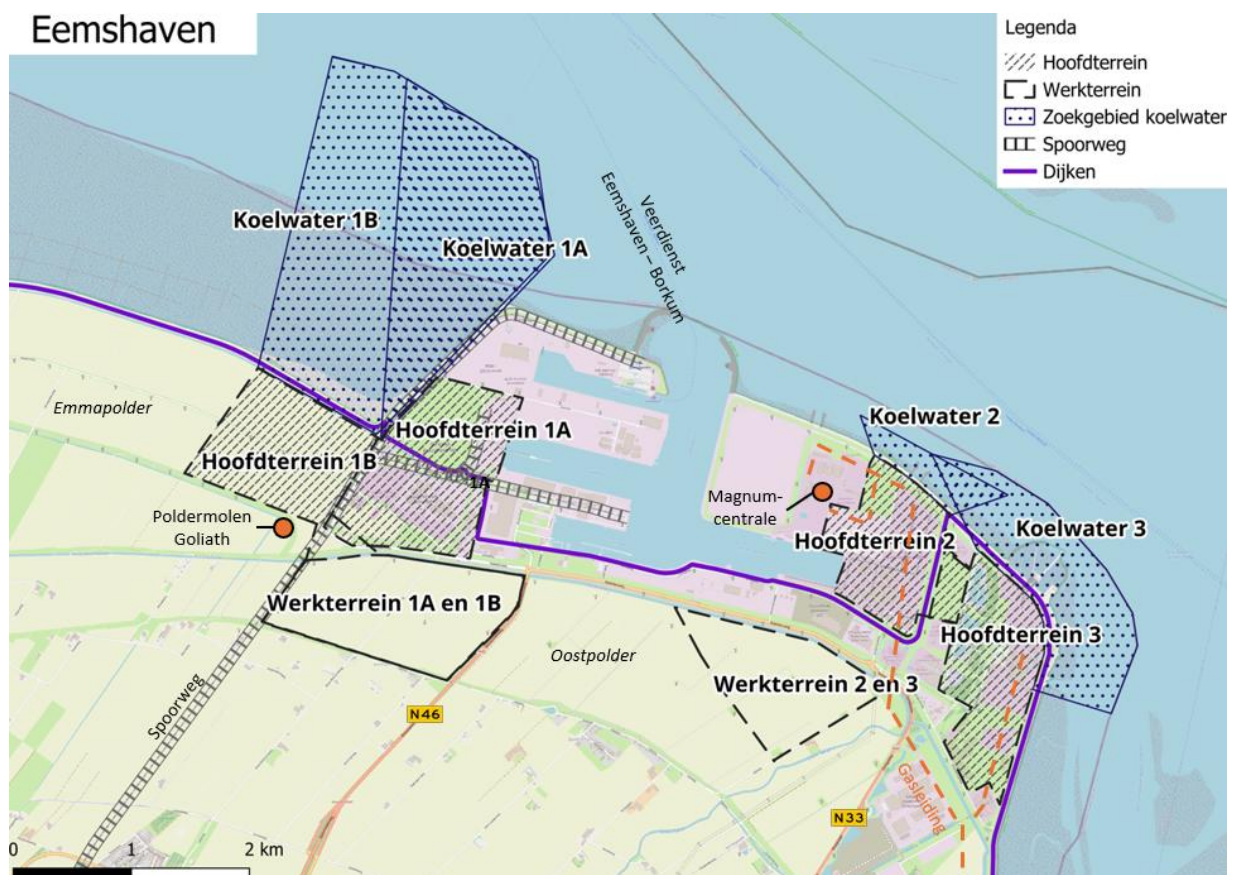 Eemshaven
Legenda
Hoofdterrein
Werkterrein
Zoekgebied koelwater
Spoorweg
Dijken
Koelwater 1B
Koelwater 1A
Veerdienst
Eemshaven – Borkum
Emmapolder
Hoofdterrein 1A
Hoofdterrein 1B
1A
Koelwater 2
Magnum-
centrale
Koelwater 3
Poldermolen
Goliath
Hoofdterrein 2
Werkterrein 1A en 1B
Hoofdterrein 3
Oostpolder
Werkterrein 2 en 3
Spoorweg
N46
Gasleiding
N33
0 1 2 km